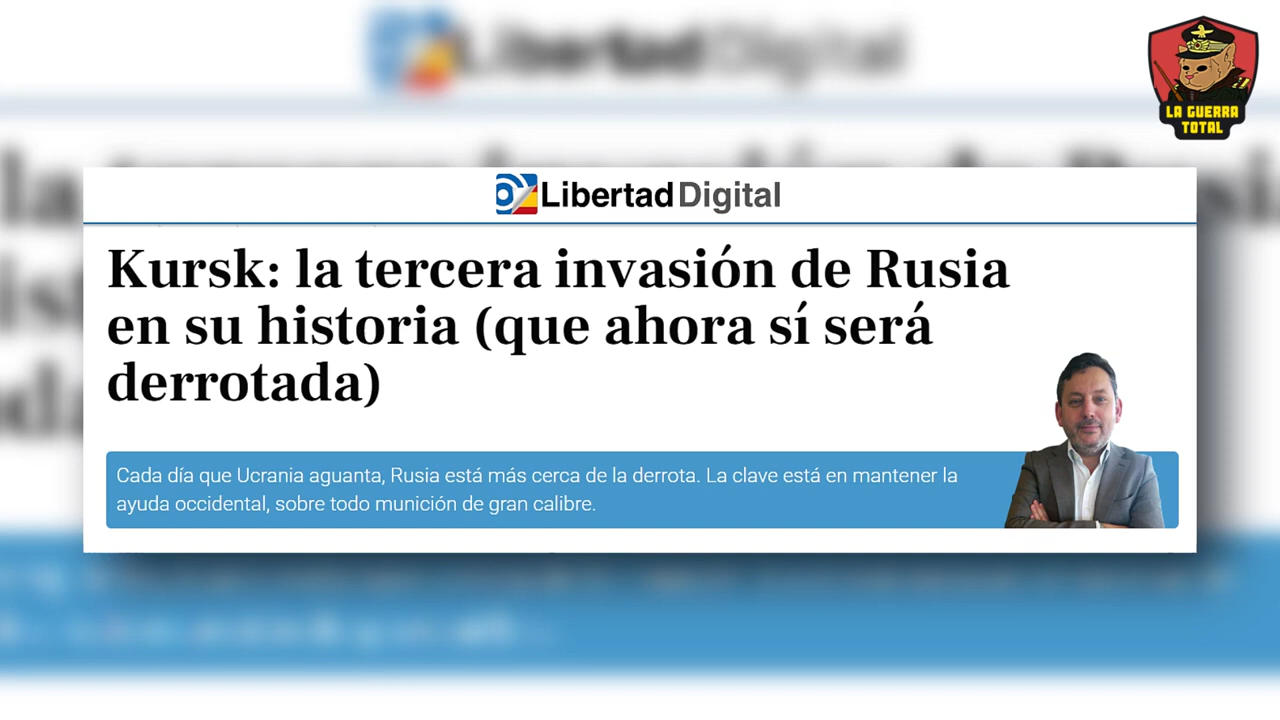 LibertadDigital
LA GUERRA
TOTAL
LibertadDigital
Kursk: la tercera invasión de Rusia
en su historia (que ahora sí será
derrotada)
Cada día que Ucrania aguanta, Rusia está más cerca de la derrota. La clave está en mantener la
ayuda occidental, sobre todo munición de gran calibre.